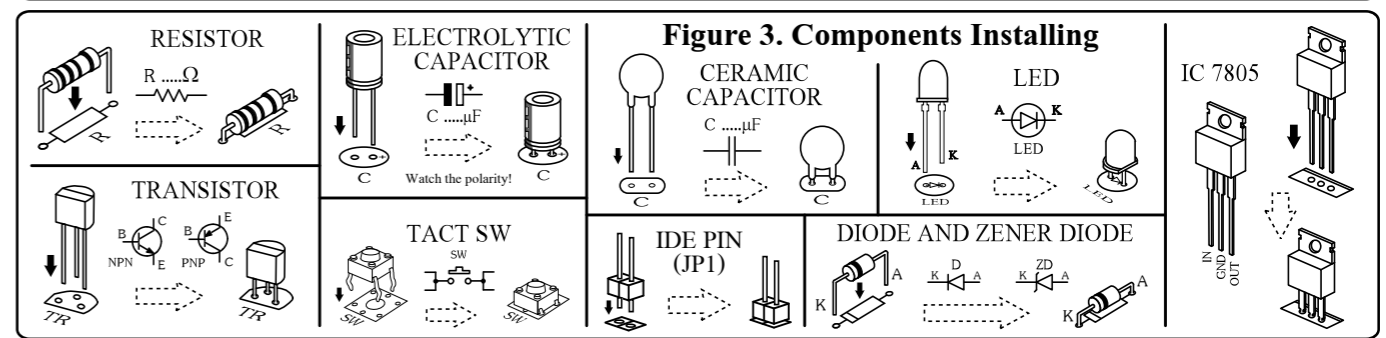 Figure 3. Components Installing
RESISTOR
R .....Ω
R
R
ELECTROLYTIC
CAPACITOR
+
C .....µF
+
+
C
C
Watch the polarity!
CERAMIC
CAPACITOR
C .....µF
C
C
LED
A
K
LED
A
K
LED
LED
IC 7805
IN
GND
OUT
TRANSISTOR
B
C
E
NPN
B
E
C
PNP
TR
TR
TACT SW
SW
SW
SW
IDE PIN
(JP1)
DIODE AND ZENER DIODE
A
K
D
K
A
ZD
K
A
A
K